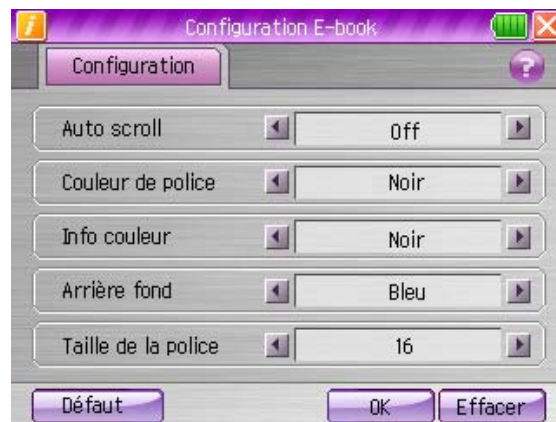 Configuration E-book
Configuration
?
Auto scroll Off
Couleur de police Noir
Info couleur Noir
Arrière fond Bleu
Taille de la police 16
Défaut OK Effacer